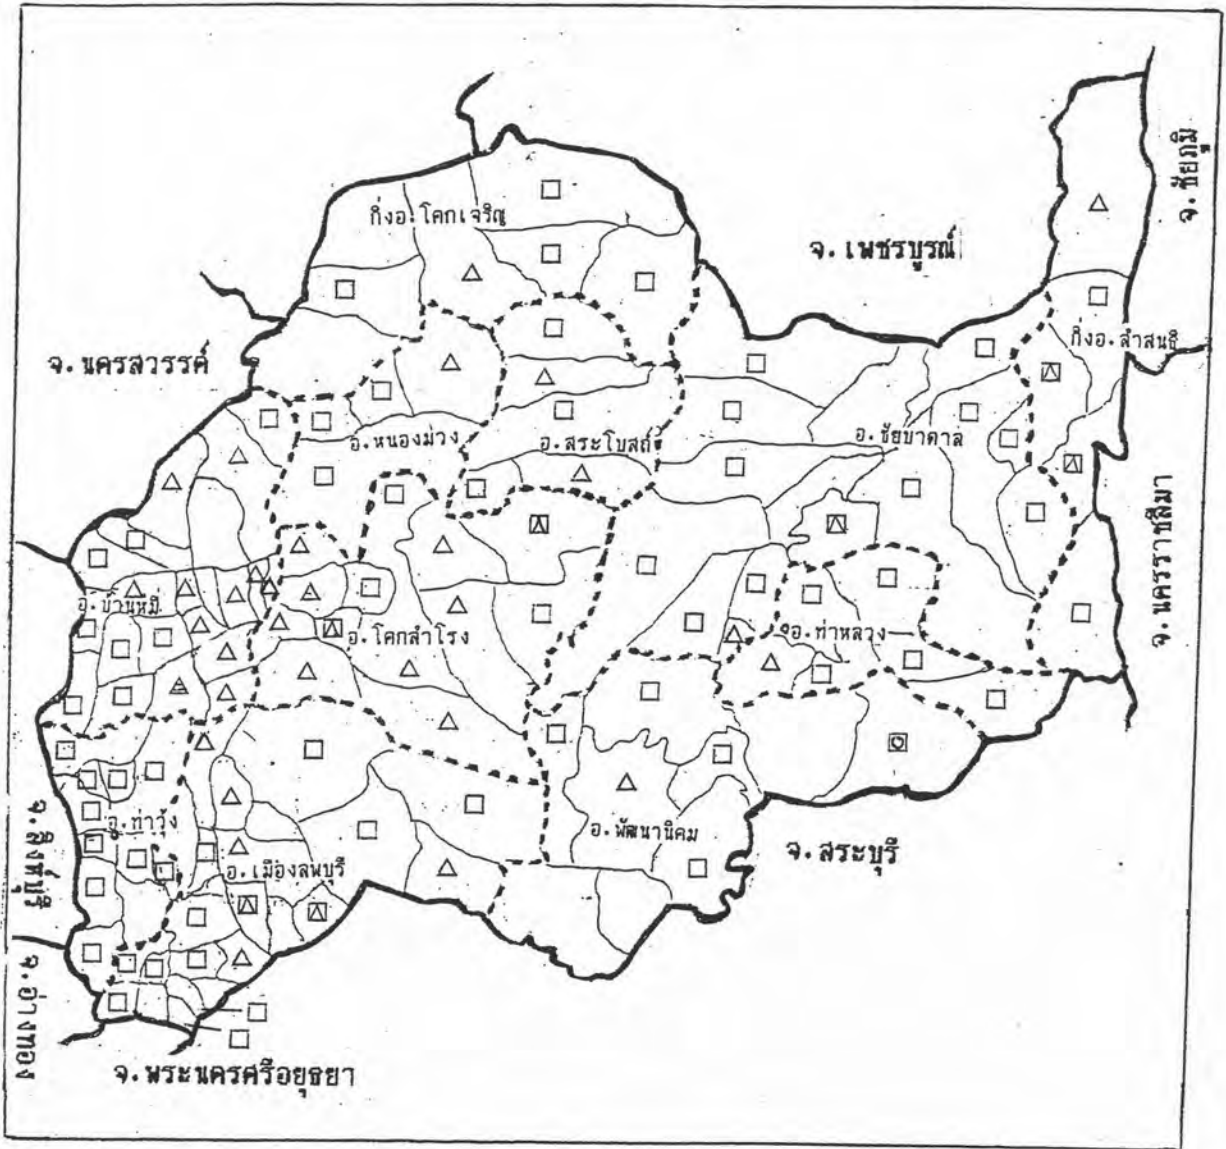 จ.ชัยภูมิ
กิ่งอ.โคกเจริญ
จ.เพชรบูรณ์
กิ่งอ.ลำสนธิ
จ.นครสวรรค์
อ.หนองม่วง
อ.สระโบสถ์
อ.ชัยบาดาล
จ.นครราชสีมา
อ.บ้านหมี่
อ.โคกสำโรง
อ.ท่าหลวง
อ.ท่าวุ้ง
อ.พัฒนานิคม
จ.สระบุรี
จ.สิงห์บุรี
อ.เมืองลพบุรี
จ.อ่างทอง
จ.พระนครศรีอยุธยา